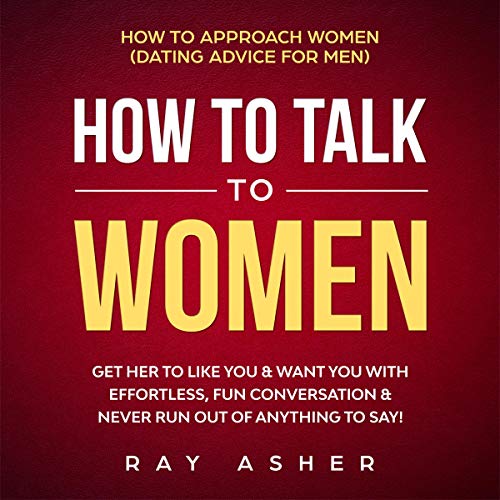 HOW TO APPROACH WOMEN
(DATING ADVICE FOR MEN)
HOW TO TALK
TO
WOMEN
GET HER TO LIKE YOU & WANT YOU WITH
EFFORTLESS, FUN CONVERSATION &
NEVER RUN OUT OF ANYTHING TO SAY!
RAY ASHER